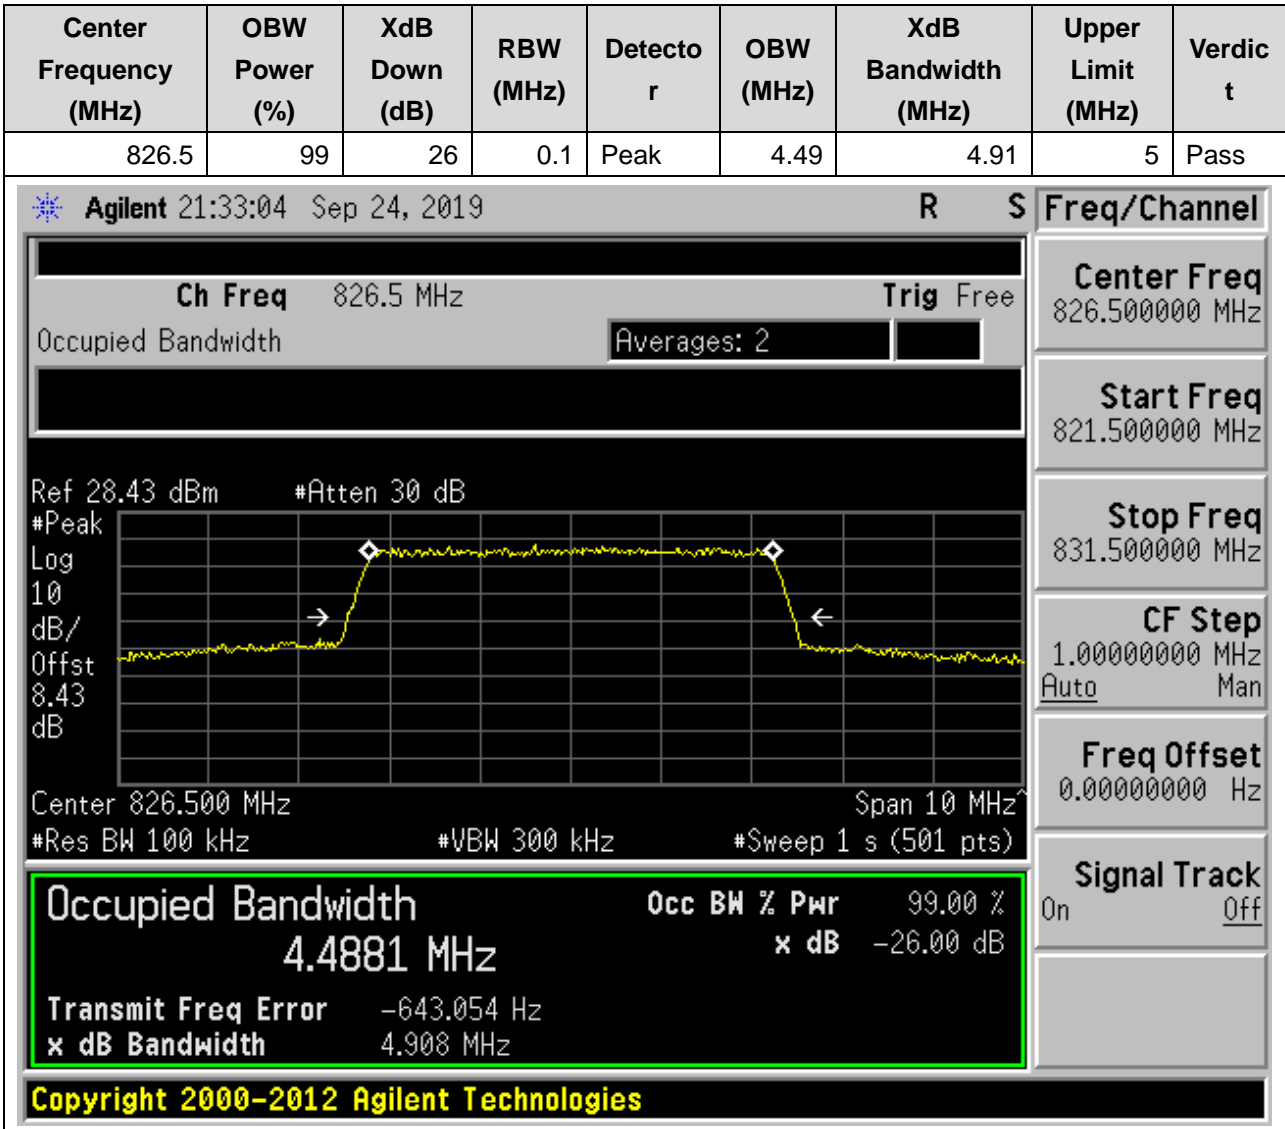 Center Frequency (MHz) OBW Power (%) XdB Down (dB) RBW (MHz) Detecto r OBW (MHz) XdB Bandwidth (MHz) Upper Limit (MHz) Verdic t
826.5 99 26 0.1 Peak 4.49 4.91 5 Pass
Agilent 21:33:04 Sep 24, 2019 R S Freq/Channel
Ch Freq 826.5 MHz Trig Free
Occupied Bandwidth Averages: 2
Center Freq
826.500000 MHz
Start Freq
821.500000 MHz
Stop Freq
831.500000 MHz
CF Step
1.00000000 MHz
Auto Man
Freq Offset
0.00000000 Hz
Signal Track
On Off
Ref 28.43 dBm #Atten 30 dB
#Peak
Log
10
dB/
Offst
8.43
dB
Center 826.500 MHz Span 10 MHz^
#Res BW 100 kHz #VBW 300 kHz #Sweep 1 s (501 pts)
Occupied Bandwidth Occ BW % Pwr 99.00 %
4.4881 MHz x dB -26.00 dB
Transmit Freq Error -643.054 Hz
x dB Bandwidth 4.908 MHz
Copyright 2000-2012 Agilent Technologies